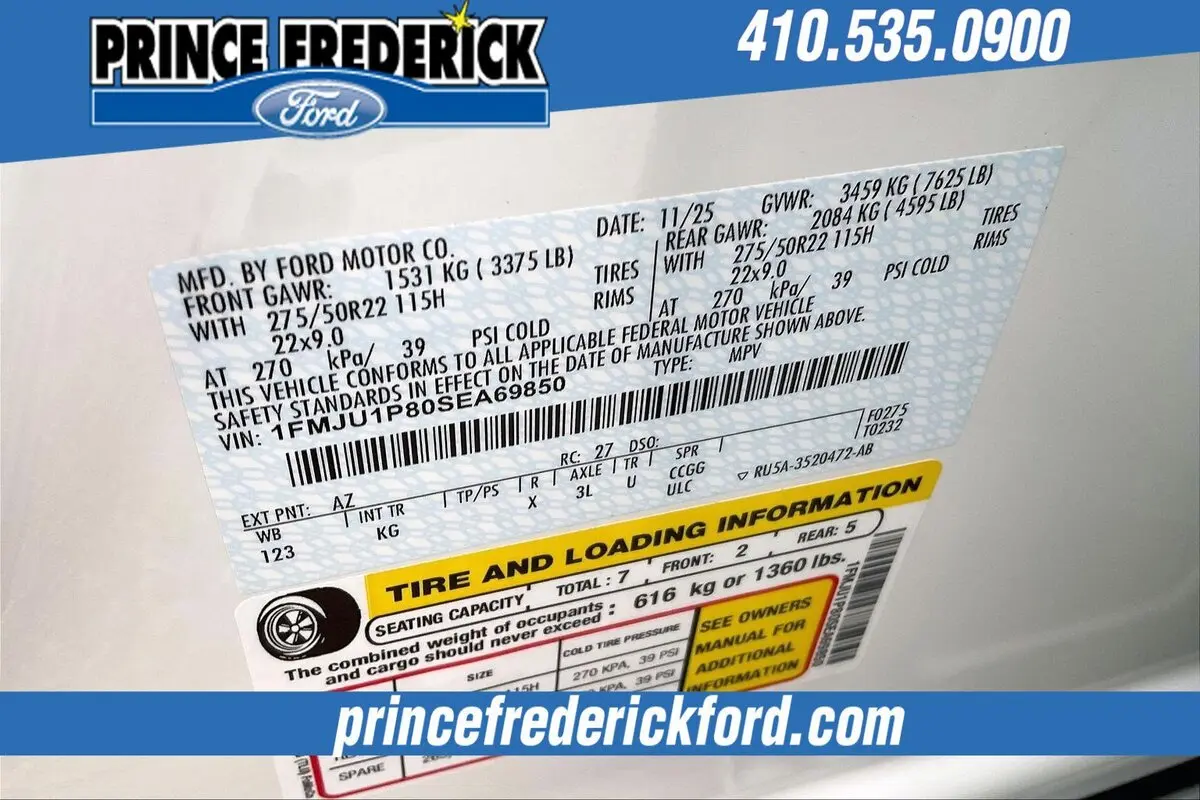 PRINCE FREDERICK
Ford
410.535.0900
MFD. BY FORD MOTOR CO.
DATE: 11/25 GVWR: 3459 KG ( 7625 LB)
FRONT GAWR: 1531 KG ( 3375 LB)
REAR GAWR: 2084 KG ( 4595 LB)
WITH 275/50R22 115H TIRES
WITH 275/50R22 115H TIRES
22x9.0 RIMS
22x9.0 RIMS
AT 270 kPa/ 39 PSI COLD
AT 270 kPa/ 39 PSI COLD
THIS VEHICLE CONFORMS TO ALL APPLICABLE FEDERAL MOTOR VEHICLE
SAFETY STANDARDS IN EFFECT ON THE DATE OF MANUFACTURE SHOWN ABOVE.
VIN: 1FMJU1P80SEA69850
TYPE: MPV
EXT PNT: AZ RC: 27 DSO:
F0275
T0232
WB INT TR TP/PS R AXLE TR SPR
123 KG X 3L U CCGG
ULC
▽ RU5A-3520472-AB
TIRE AND LOADING INFORMATION
SEATING CAPACITY TOTAL : 7 FRONT: 2 REAR: 5
The combined weight of occupants : 616 kg or 1360 lbs.
and cargo should never exceed
SIZE COLD TIRE PRESSURE
115H 270 KPA, 39 PSI
KPA, 39 PSI
SEE OWNERS
MANUAL FOR
ADDITIONAL
INFORMATION
1FMJU1P80SEA69850
princefrederickford.com
SPARE